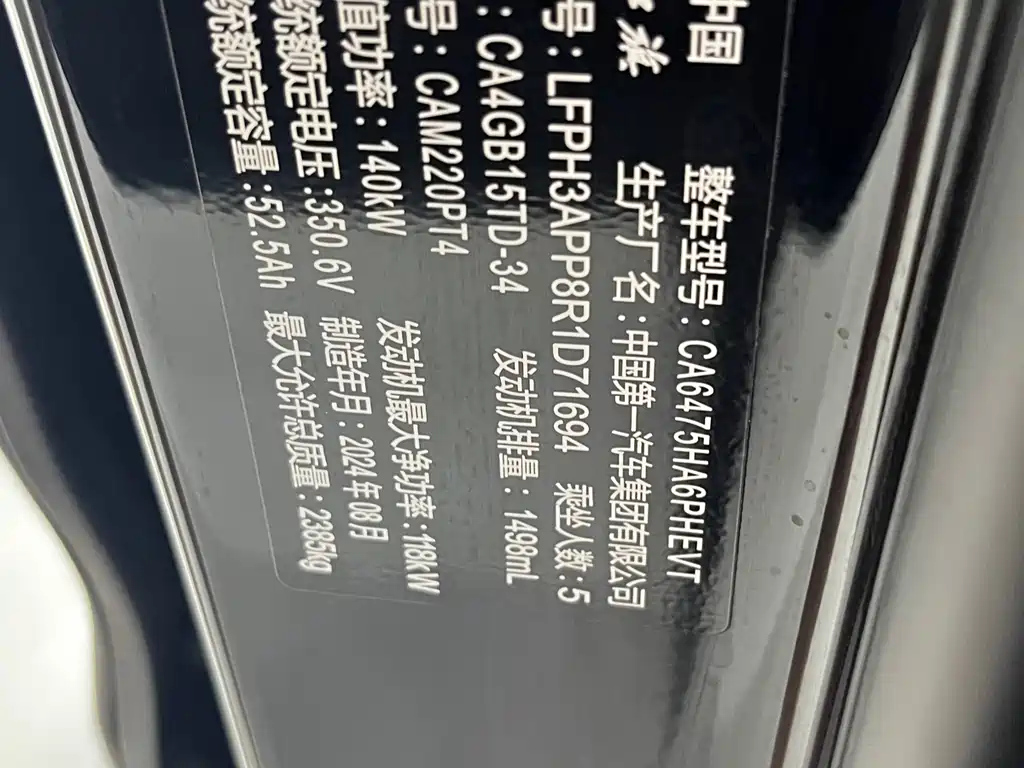 中国 整车型号：CA6475HA6PHEVT
旗 生产厂名：中国第一汽车集团有限公司
号：LFPH3APP8R1D71694 乘坐人数：5
：CA4GB15TD-34 发动机排量：1498mL
号：CAM220PT4 发动机最大净功率：118kW
值功率：140kW 制造年月：2024年08月
统额定电压：350.6V 最大允许总质量：2385kg
统额定容量：52.5Ah